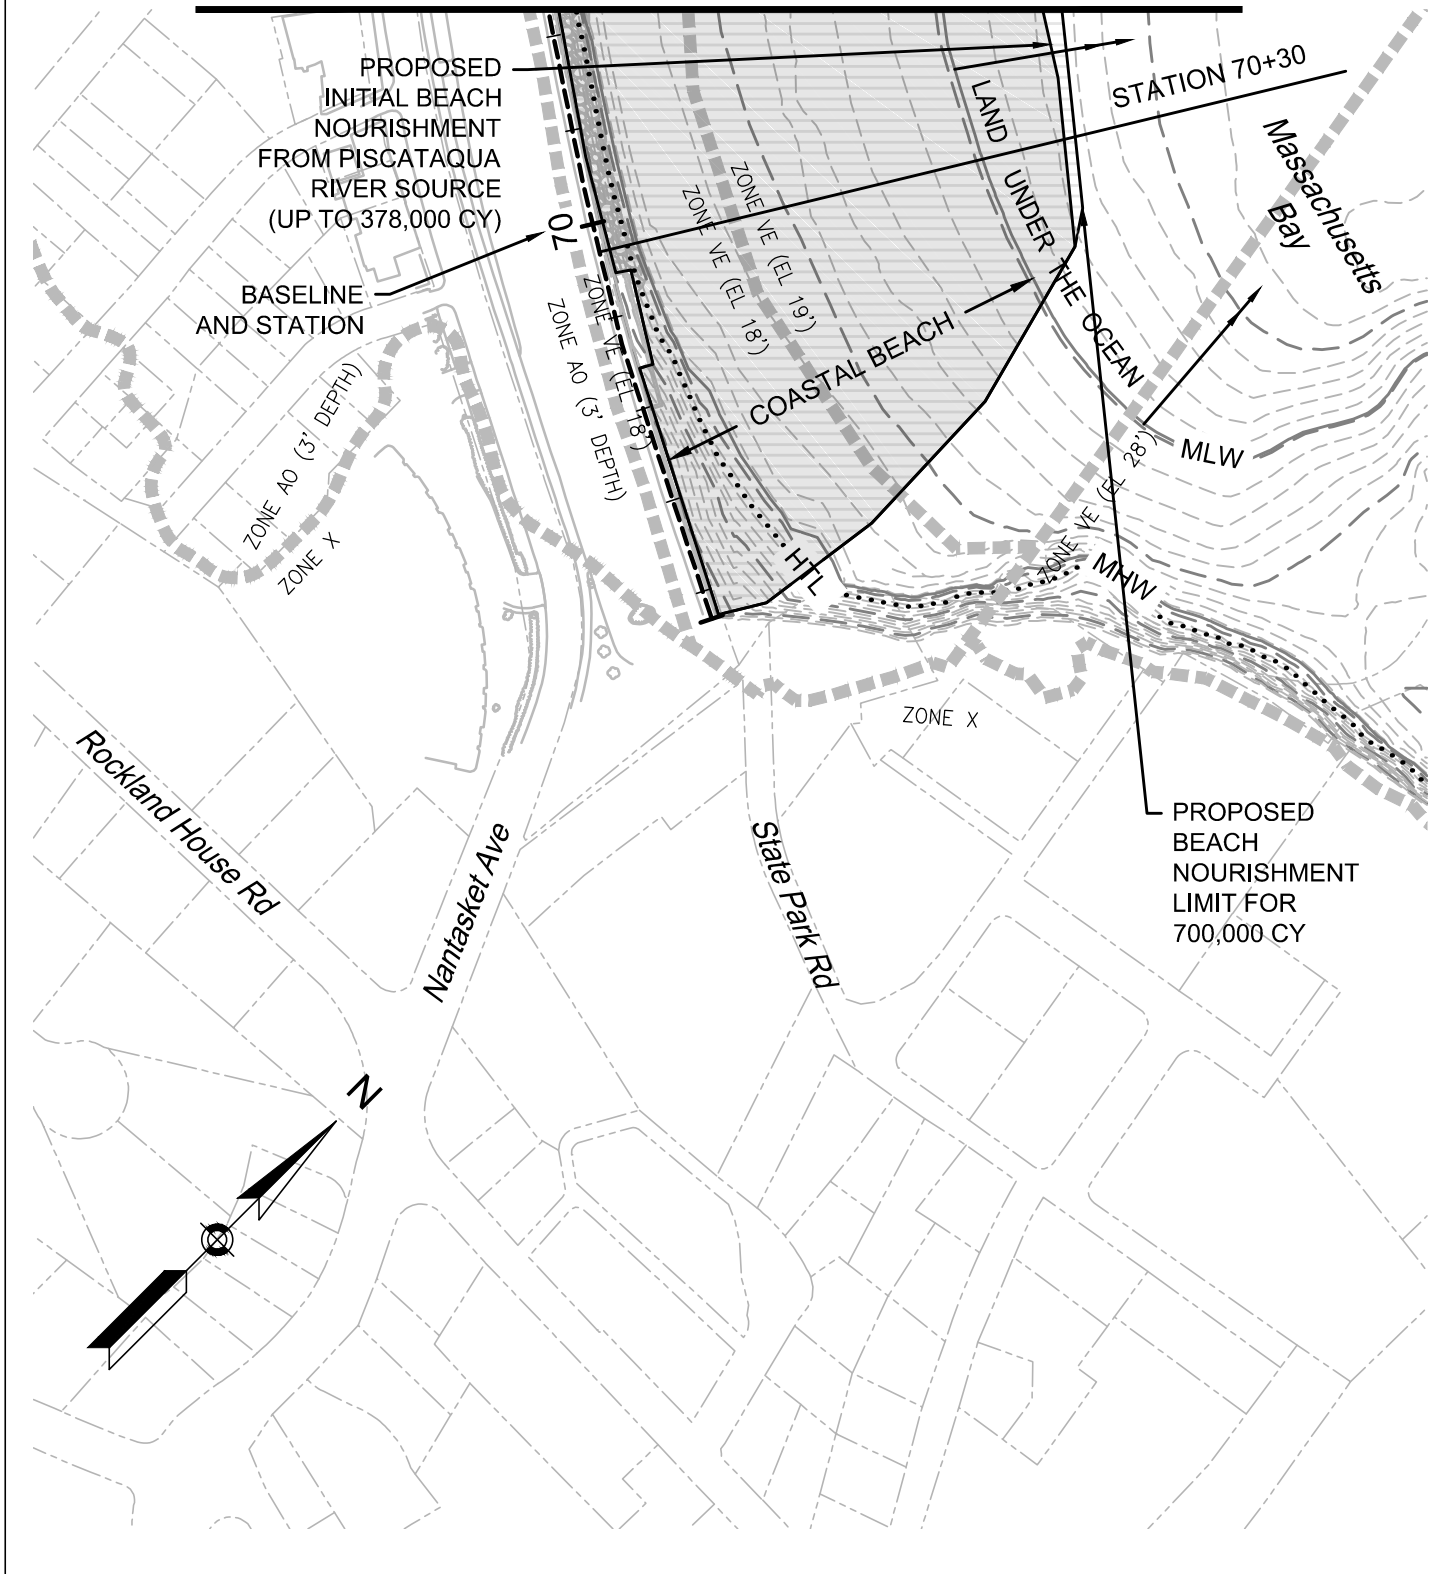 PROPOSED
INITIAL BEACH
NOURISHMENT
FROM PISCATAQUA
RIVER SOURCE
(UP TO 378,000 CY)
BASELINE
AND STATION
70
STATION 70+30
LAND UNDER THE OCEAN
Massachusetts
Bay
ZONE VE (EL 19')
ZONE VE (EL 18')
ZONE VE (EL 18')
ZONE AO (3' DEPTH)
COASTAL BEACH
ZONE AO (3' DEPTH)
ZONE X
MLW
ZONE VE (EL 28')
HTL
MHW
ZONE X
Rockland House Rd
Nantasket Ave
State Park Rd
PROPOSED
BEACH
NOURISHMENT
LIMIT FOR
700,000 CY
N